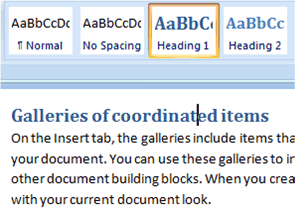 AaBbCcDc AaBbCcDc AaBbC AaBbCc
¶ Normal No Spacing Heading 1 Heading 2
Galleries of coordinated items
On the Insert tab, the galleries include items tha
your document. You can use these galleries to in
other document building blocks. When you crea
with your current document look.